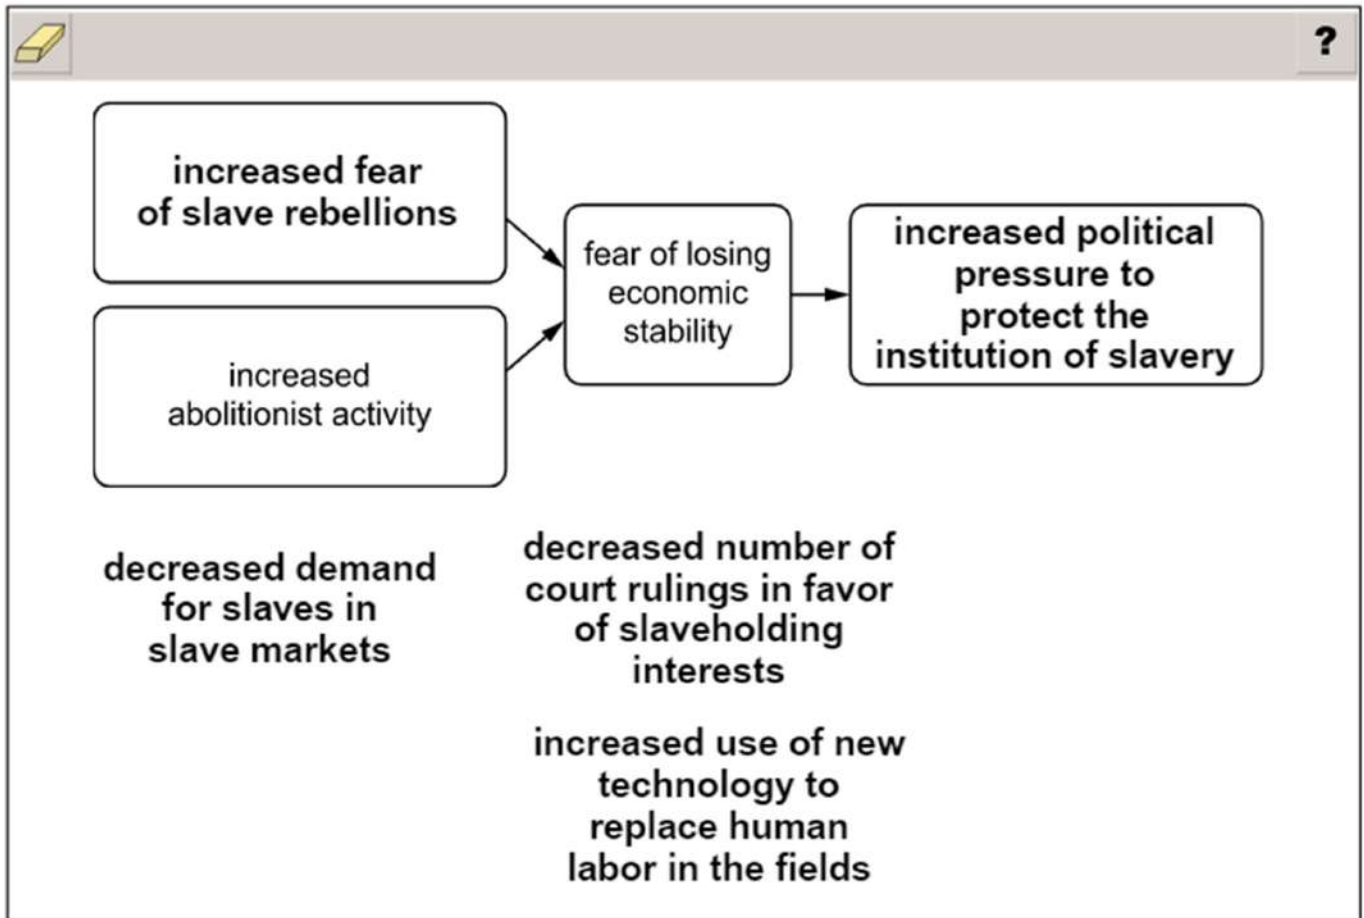 ?
increased fear
of slave rebellions
increased
abolitionist activity
fear of losing
economic
stability
increased political
pressure to
protect the
institution of slavery
decreased demand
for slaves in
slave markets
decreased number of
court rulings in favor
of slaveholding
interests
increased use of new
technology to
replace human
labor in the fields